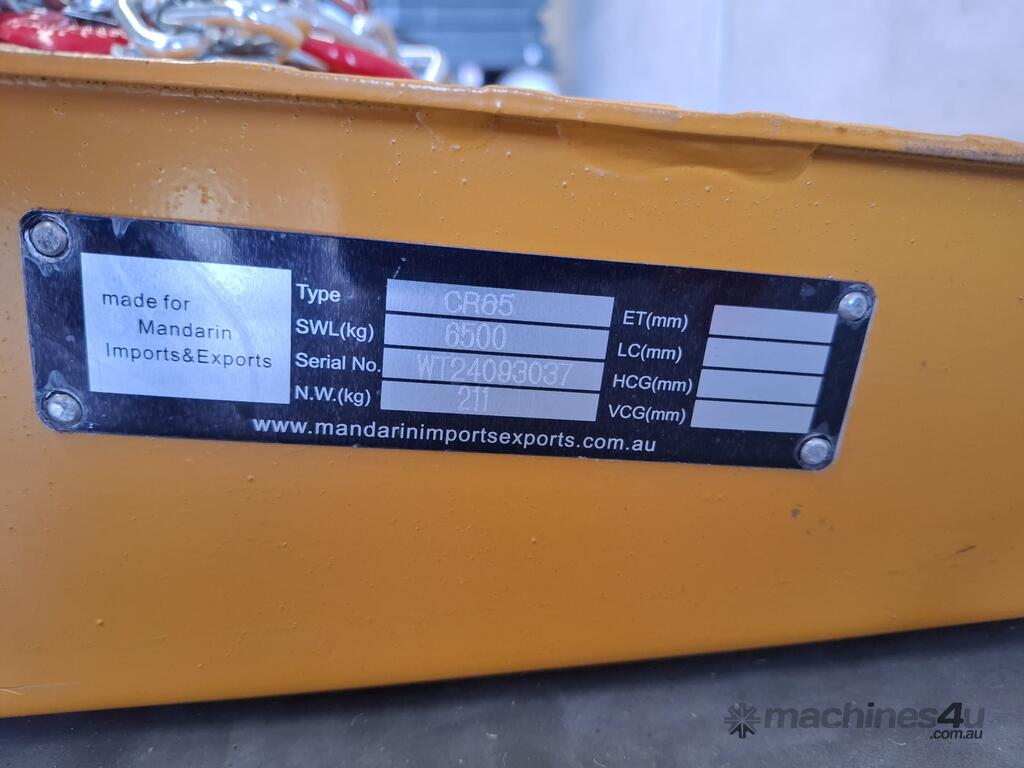 made for
Mandarin
Imports&Exports
Type CR65
SWL(kg) 6500
Serial No. WT24093037
N.W.(kg) 211
ET(mm)
LC(mm)
HCG(mm)
VCG(mm)
www.mandarinimportsexports.com.au
machines4u
.com.au